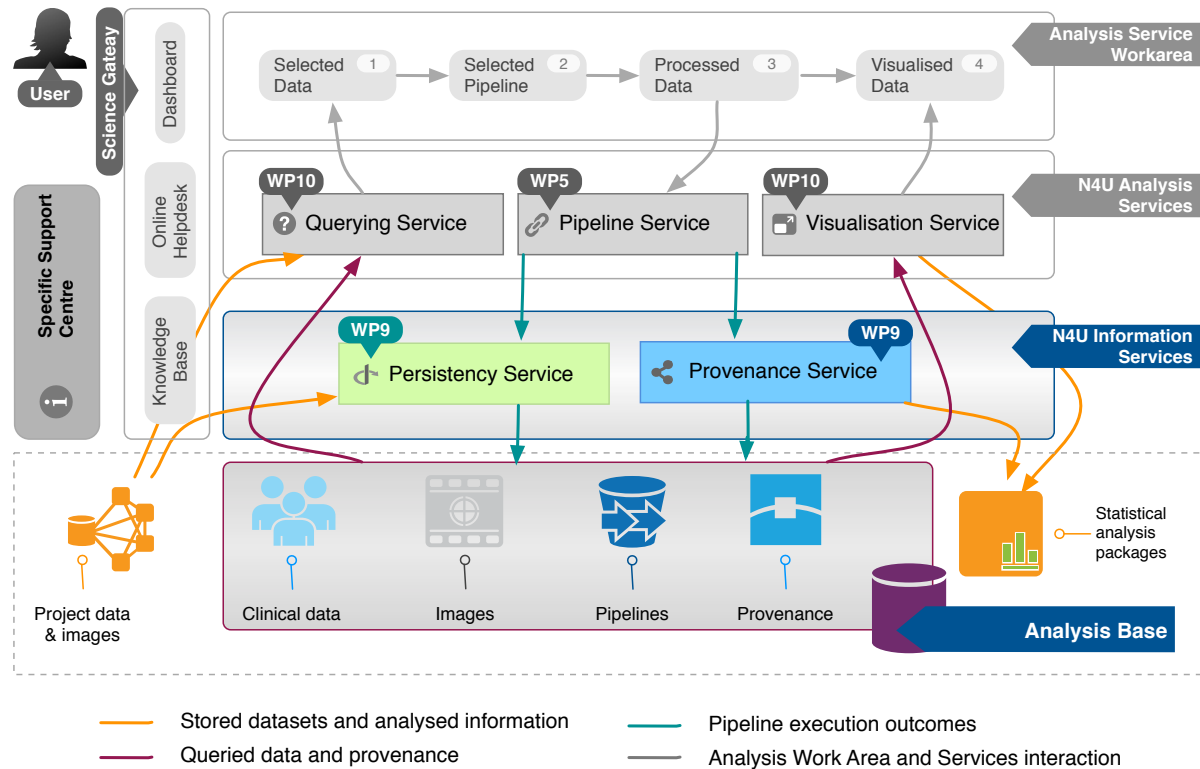 User
Science Gateay
Dashboard
Online
Helpdesk
Knowledge
Base
Specific Support
Centre
Analysis Service
Workarea
Selected
Data
1
Selected
Pipeline
2
Processed
Data
3
Visualised
Data
4
N4U Analysis
Services
WP10
Querying Service
WP5
Pipeline Service
WP10
Visualisation Service
N4U Information
Services
WP9
Persistency Service
WP9
Provenance Service
Project data
& images
Clinical data
Images
Pipelines
Provenance
Statistical
analysis
packages
Analysis Base
Stored datasets and analysed information
Queried data and provenance
Pipeline execution outcomes
Analysis Work Area and Services interaction